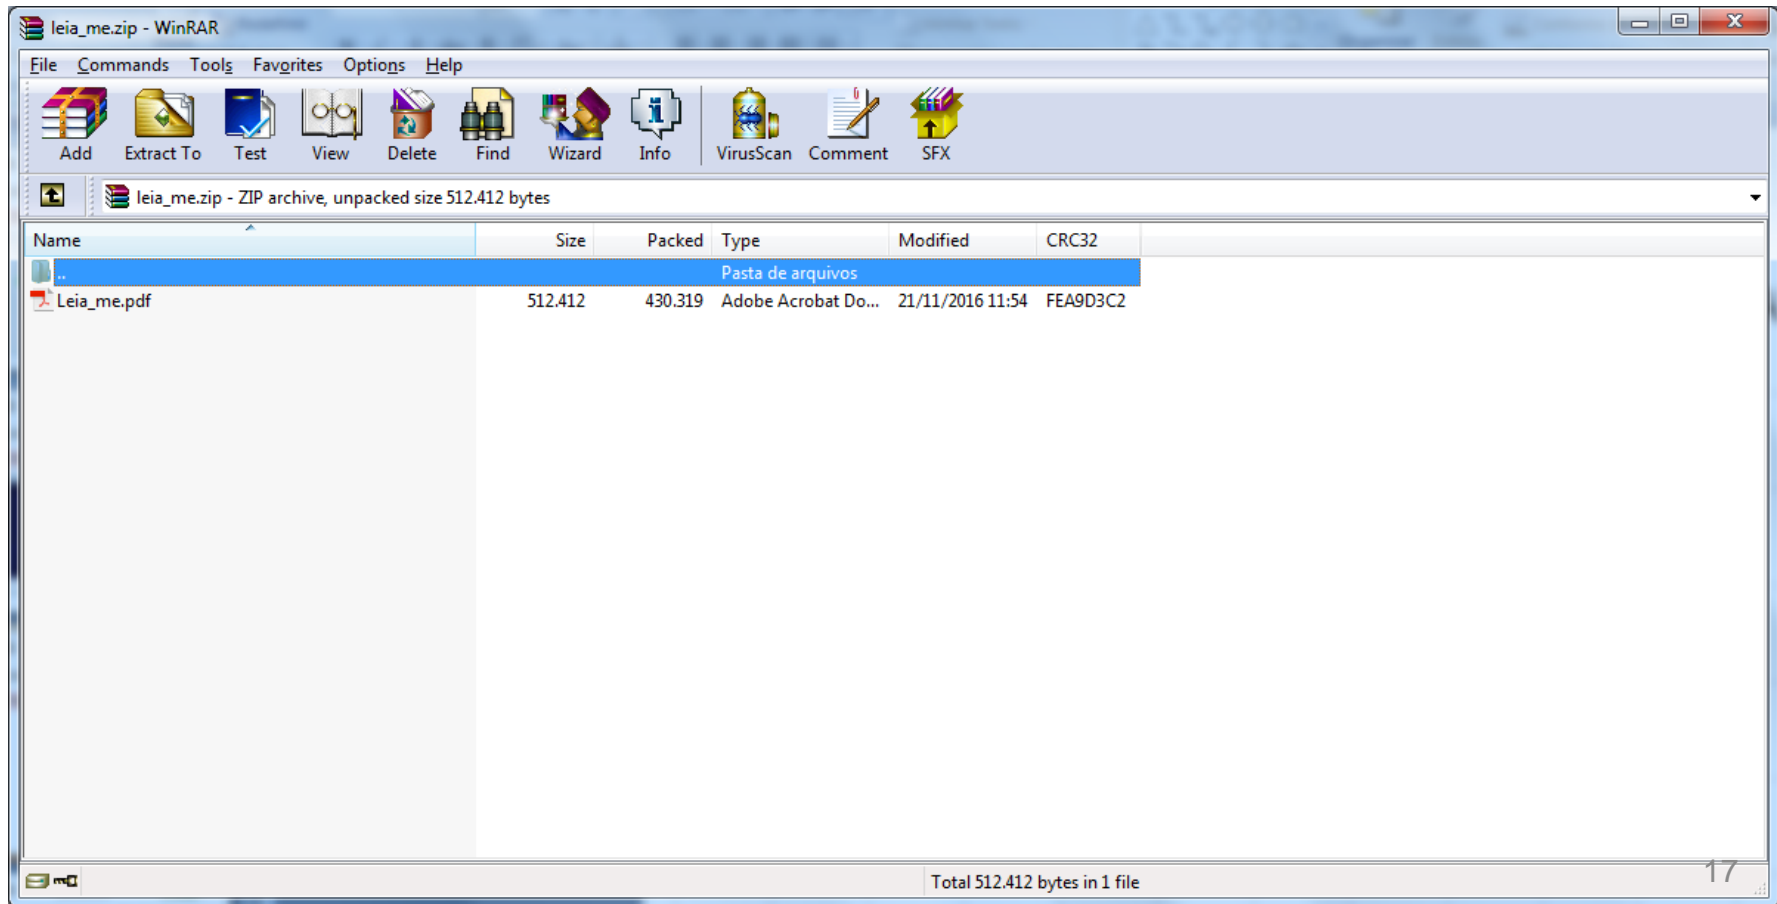 leia_me.zip - WinRAR
File Commands Tools Favorites Options Help
Add Extract To Test View Delete Find Wizard Info VirusScan Comment SFX
leia_me.zip - ZIP archive, unpacked size 512.412 bytes
Name Size Packed Type Modified CRC32
.. Pasta de arquivos
Leia_me.pdf 512.412 430.319 Adobe Acrobat Do... 21/11/2016 11:54 FEA9D3C2
Total 512.412 bytes in 1 file
17